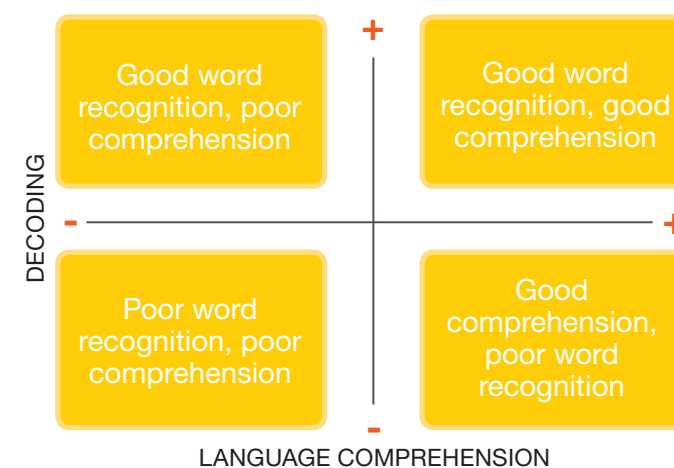 +
Good word
recognition, poor
comprehension
Good word
recognition, good
comprehension
DECODING
-
+
Poor word
recognition, poor
comprehension
Good
comprehension,
poor word
recognition
-
LANGUAGE COMPREHENSION